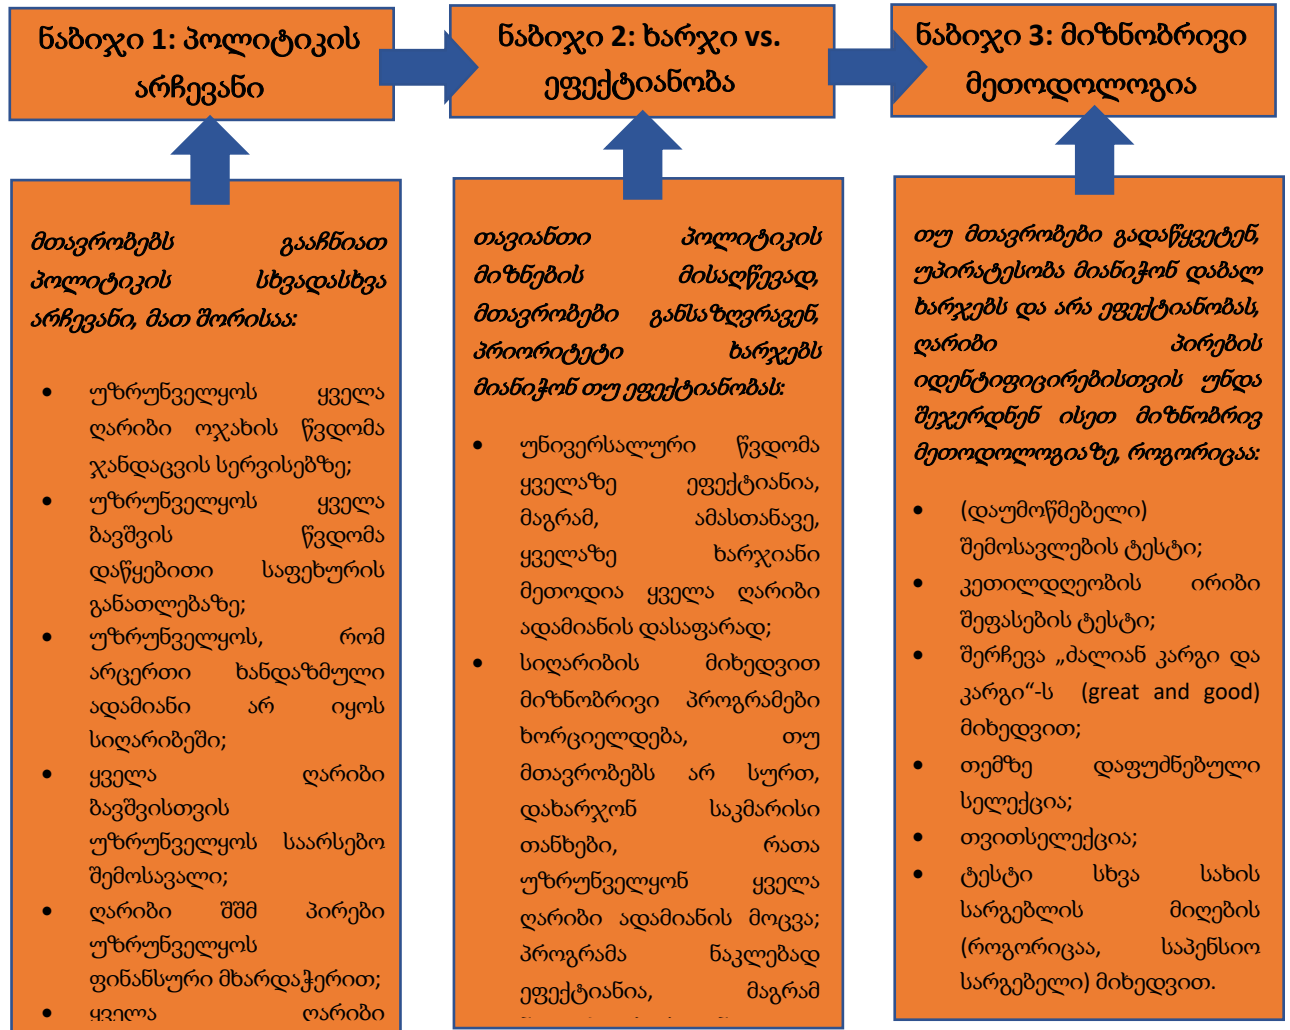 ნაბიჯი 1: პოლიტიკის
არჩევანი
მთავრობებს გააჩნიათ
პოლიტიკის სხვადასხვა
არჩევანი, მათ შორისაა:
• უზრუნველყოს ყველა
ღარიბი ოჯახის წვდომა
ჯანდაცვის სერვისებზე;
• უზრუნველყოს ყველა
ბავშვის წვდომა
დაწყებითი საფეხურის
განათლებაზე;
• უზრუნველყოს, რომ
არცერთი ხანდაზმული
ადამიანი არ იყოს
სიღარიბეში;
• ყველა ღარიბი
ბავშვისთვის
უზრუნველყოს საარსებო
შემოსავალი;
• ღარიბი შშმ პირები
უზრუნველყოს
ფინანსური მხარდაჭერით;
• ყველა ღარიბი
ნაბიჯი 2: ხარჯი vs.
ეფექტიანობა
თავიანთი პოლიტიკის
მიზნების მისაღწევად,
მთავრობები განსაზღვრავენ,
პრიორიტეტი ხარჯებს
მიანიჭონ თუ ეფექტიანობას:
• უნივერსალური წვდომა
ყველაზე ეფექტიანია,
მაგრამ, ამასთანავე,
ყველაზე ხარჯიანი
მეთოდია ყველა ღარიბი
ადამიანის დასაფარად;
• სიღარიბის მიხედვით
მიზნობრივი პროგრამები
ხორციელდება, თუ
მთავრობებს არ სურთ,
დახარჯონ საკმარისი
თანხები, რათა
უზრუნველყონ ყველა
ღარიბი ადამიანის მოცვა;
პროგრამა ნაკლებად
ეფექტიანია, მაგრამ
ნაბიჯი 3: მიზნობრივი
მეთოდოლოგია
თუ მთავრობები გადაწყვეტენ,
უპირატესობა მიანიჭონ დაბალ
ხარჯებს და არა ეფექტიანობას,
ღარიბი პირების
იდენტიფიცირებისთვის უნდა
შეჯერდნენ ისეთ მიზნობრივ
მეთოდოლოგიაზე, როგორიცაა:
• (დაუმოწმებელი)
შემოსავლების ტესტი;
• კეთილდღეობის ირიბი
შეფასების ტესტი;
• შერჩევა „ძალიან კარგი და
კარგი“-ს (great and good)
მიხედვით;
• თემზე დაფუძნებული
სელექცია;
• თვითსელექცია;
• ტესტი სხვა სახის
სარგებლის მიღების
(როგორიცაა, საპენსიო
სარგებელი) მიხედვით.